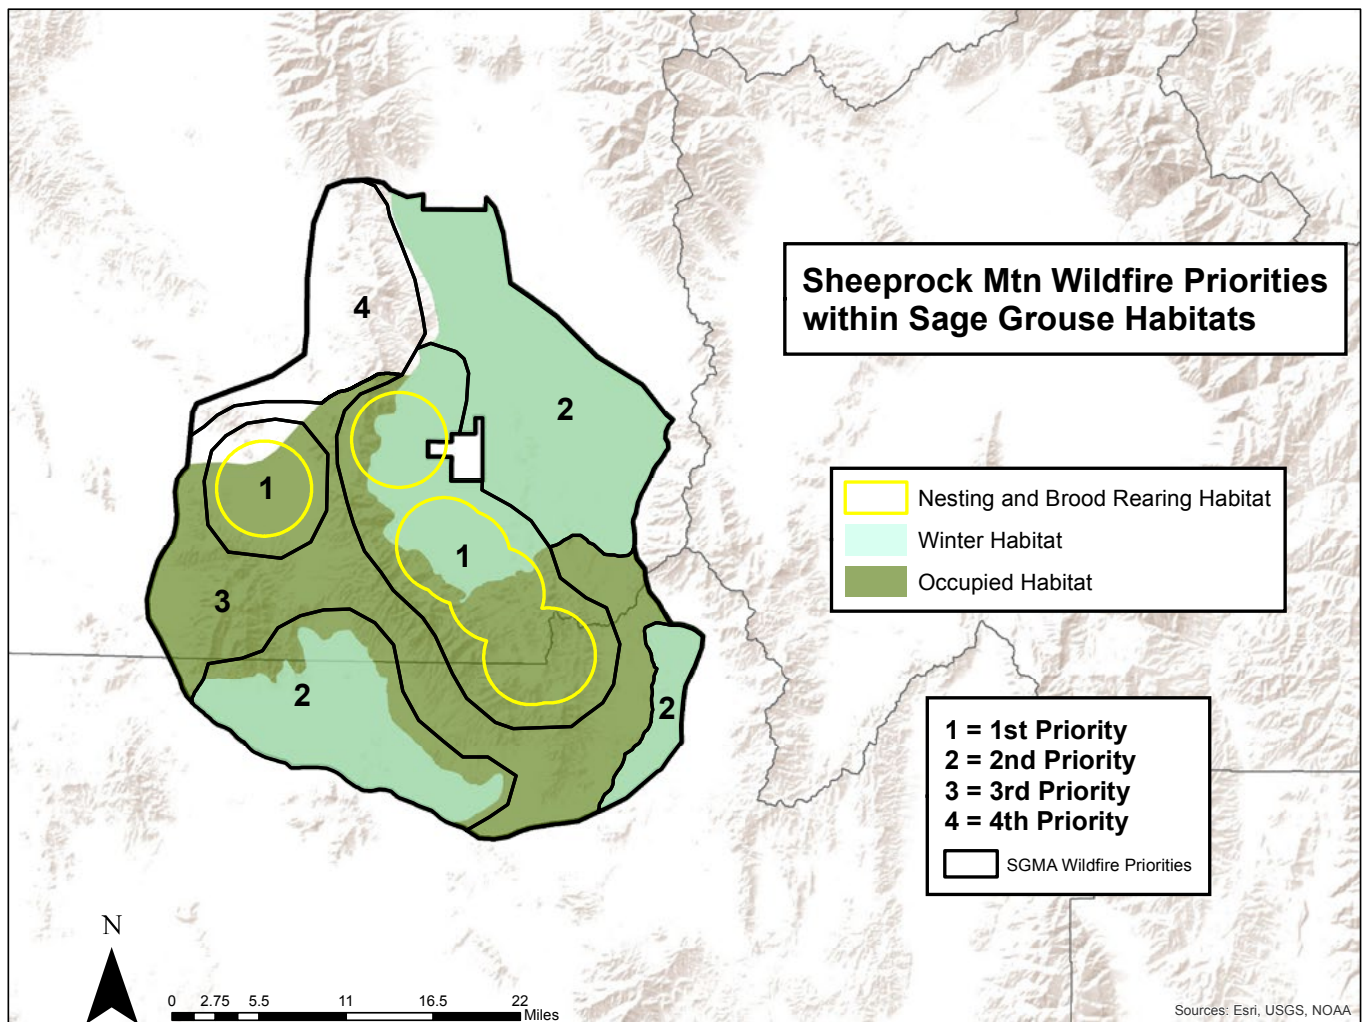 Sheeprock Mtn Wildfire Priorities
within Sage Grouse Habitats
4
2
1
1
3
2
2
Nesting and Brood Rearing Habitat
Winter Habitat
Occupied Habitat
1 = 1st Priority
2 = 2nd Priority
3 = 3rd Priority
4 = 4th Priority
SGMA Wildfire Priorities
N
0 2.75 5.5 11 16.5 22
Miles
Sources: Esri, USGS, NOAA